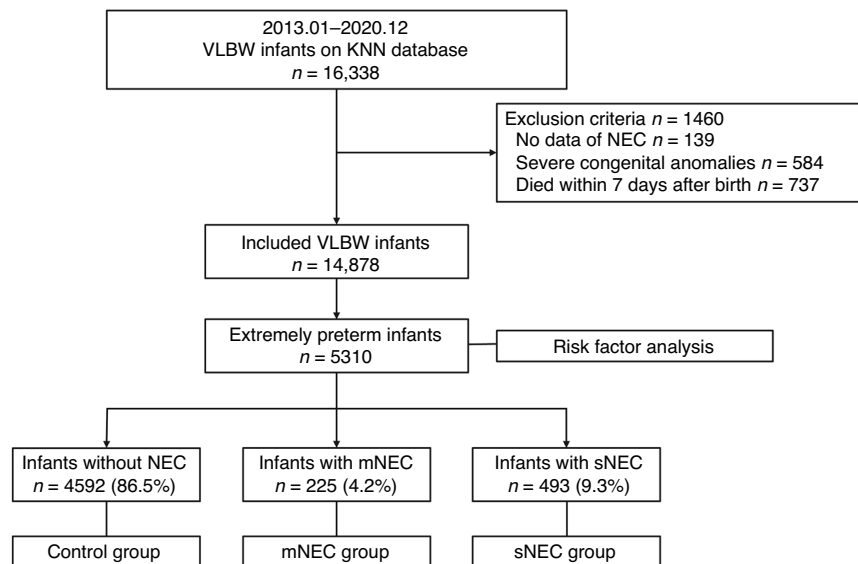 2013.01–2020.12
VLBW infants on KNN database
n = 16,338
Exclusion criteria n = 1460
No data of NEC n = 139
Severe congenital anomalies n = 584
Died within 7 days after birth n = 737
Included VLBW infants
n = 14,878
Extremely preterm infants
n = 5310
Risk factor analysis
Infants without NEC
n = 4592 (86.5%)
Infants with mNEC
n = 225 (4.2%)
Infants with sNEC
n = 493 (9.3%)
Control group
mNEC group
sNEC group